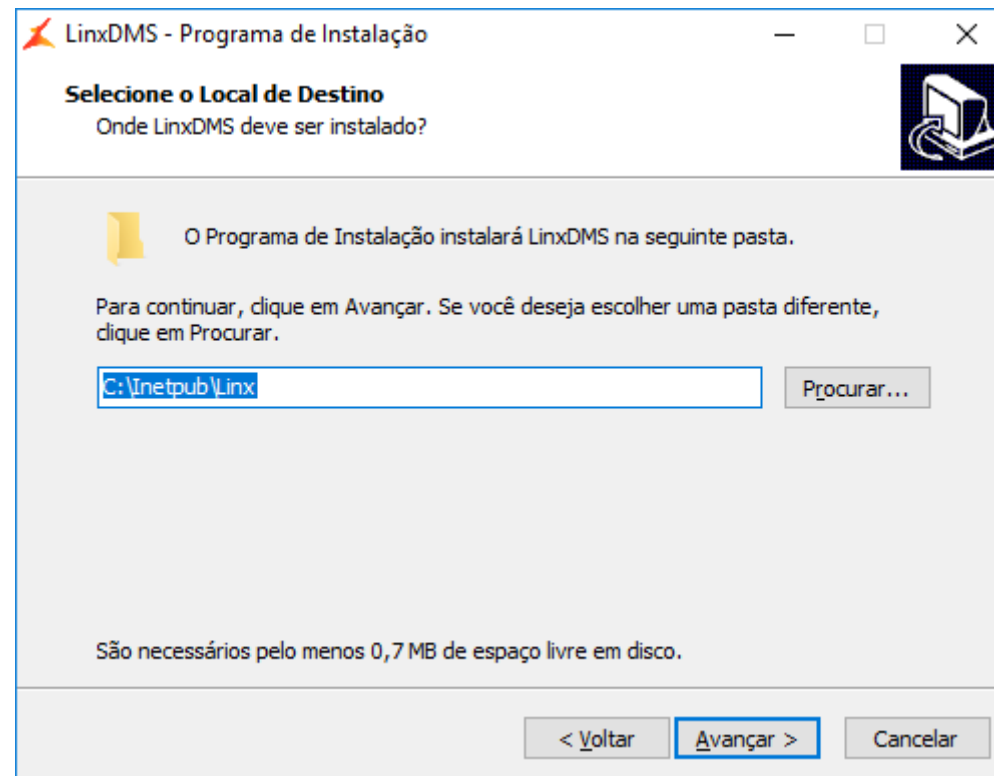 LinxDMS - Programa de Instalação
Selecione o Local de Destino
Onde LinxDMS deve ser instalado?
O Programa de Instalação instalará LinxDMS na seguinte pasta.
Para continuar, clique em Avançar. Se você deseja escolher uma pasta diferente,
clique em Procurar.
C:\Inetpub\Linx
Procurar...
São necessários pelo menos 0,7 MB de espaço livre em disco.
< Voltar
Avançar >
Cancelar